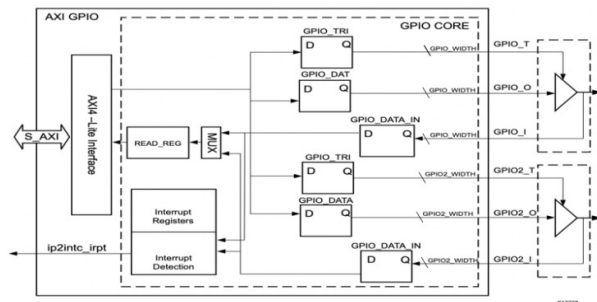 AXI GPIO
GPIO CORE
GPIO_TRI
D Q
GPIO_WIDTH
GPIO_T
GPIO_DAT
D Q
GPIO_WIDTH
GPIO_O
AXI4 –Lite Interface
S_AXI
READ_REG
MUX
GPIO_DATA_IN
D Q
GPIO_WIDTH
GPIO_I
GPIO_TRI
D Q
GPIO2_WIDTH
GPIO2_T
Interrupt
Registers
GPIO_DATA
D Q
GPIO2_WIDTH
GPIO2_O
ip2intc_irpt
Interrupt
Detection
GPIO_DATA_IN
D Q
GPIO2_WIDTH
GPIO2_I